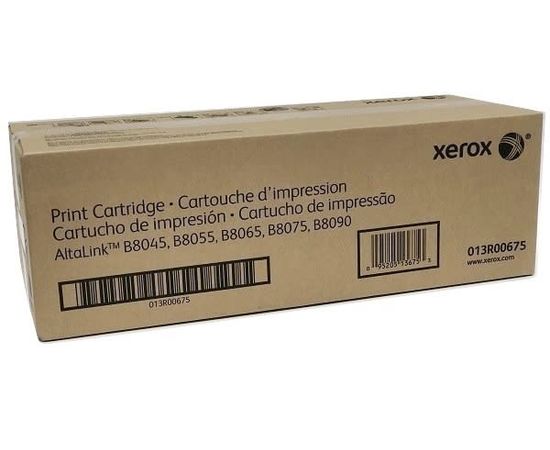 xerox
Print Cartridge • Cartouche d'impression
Cartucho de impresión • Cartucho de impressão
AltaLink™ B8045, B8055, B8065, B8075, B8090
013R00675
013R00675
www.xerox.com